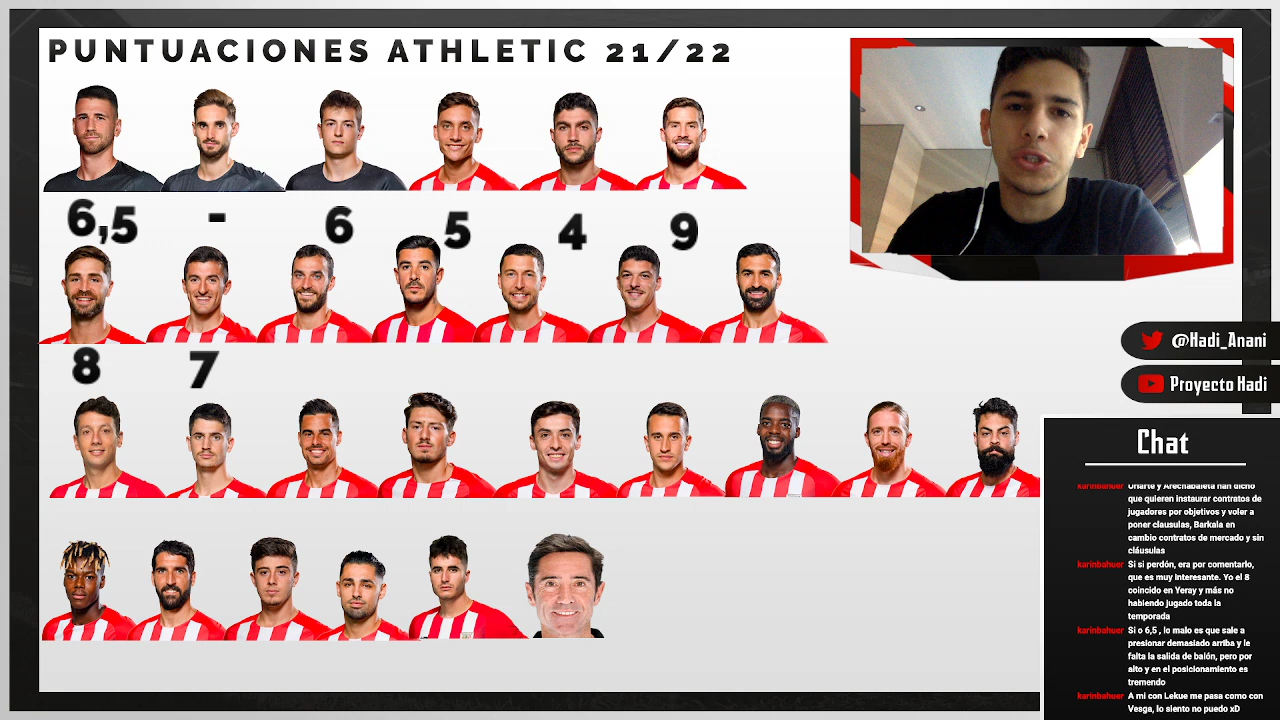 PUNTUACIONES ATHLETIC 21/22
6,5 - 6 5 4 9
8 7
@Hadi_Anani
Proyecto Hadi
Chat
karinbahuer Uriarte y Arechabaleta han dicho
que quieren instaurar contratos de
jugadores por objetivos y voler a
poner clausulas, Barkala en
cambio contratos de mercado y sin
cláusulas
karinbahuer Si si perdón, era por comentarlo,
que es muy interesante. Yo el 8
coincido en Yeray y más no
habiendo jugado toda la
temporada
karinbahuer Si o 6,5 , lo malo es que sale a
presionar demasiado arriba y le
falta la salida de balón, pero por
alto y en el posicionamiento es
tremendo
karinbahuer A mi con Lekue me pasa como con
Vesga, lo siento no puedo xD